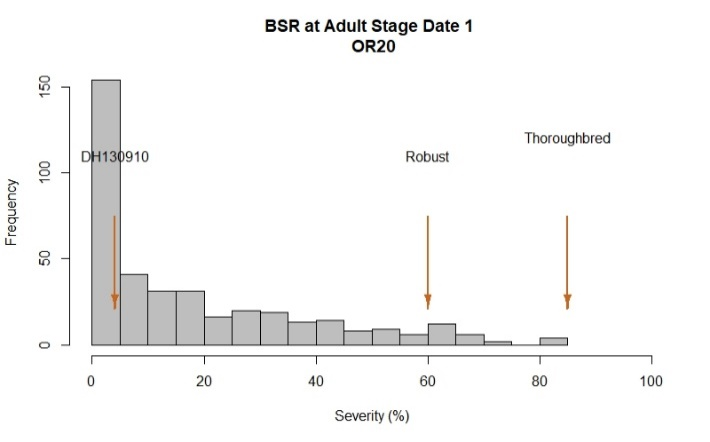 BSR at Adult Stage Date 1
OR20
Thoroughbred
DH130910
Robust
Frequency
150
100
50
0
0 20 40 60 80 100
Severity (%)